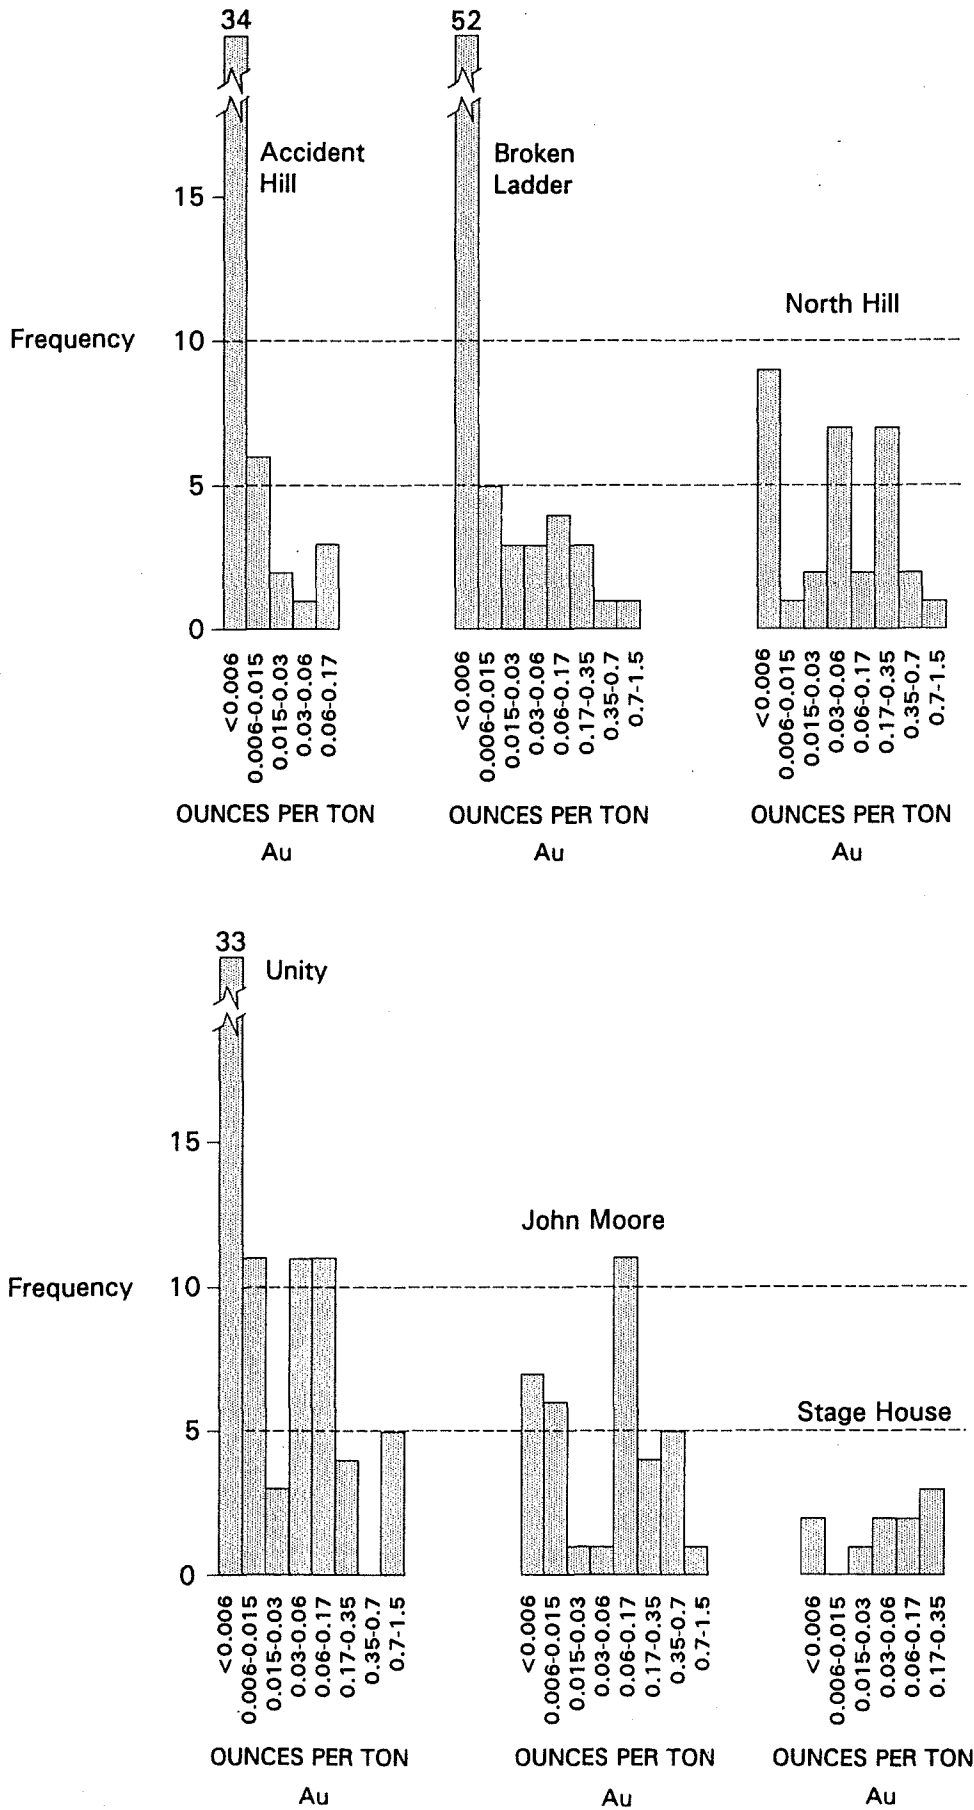 34
52
Accident
Hill
Broken
Ladder
15
North Hill
Frequency
10
5
0
<0.006
0.006-0.015
0.015-0.03
0.03-0.06
0.06-0.17
<0.006
0.006-0.015
0.015-0.03
0.03-0.06
0.06-0.17
0.17-0.35
0.35-0.7
0.7-1.5
<0.006
0.006-0.015
0.015-0.03
0.03-0.06
0.06-0.17
0.17-0.35
0.35-0.7
0.7-1.5
OUNCES PER TON
Au
OUNCES PER TON
Au
OUNCES PER TON
Au
33
Unity
15
John Moore
Frequency
10
Stage House
5
0
<0.006
0.006-0.015
0.015-0.03
0.03-0.06
0.06-0.17
0.17-0.35
0.35-0.7
0.7-1.5
<0.006
0.006-0.015
0.015-0.03
0.03-0.06
0.06-0.17
0.17-0.35
0.35-0.7
0.7-1.5
<0.006
0.006-0.015
0.015-0.03
0.03-0.06
0.06-0.17
0.17-0.35
OUNCES PER TON
Au
OUNCES PER TON
Au
OUNCES PER TON
Au